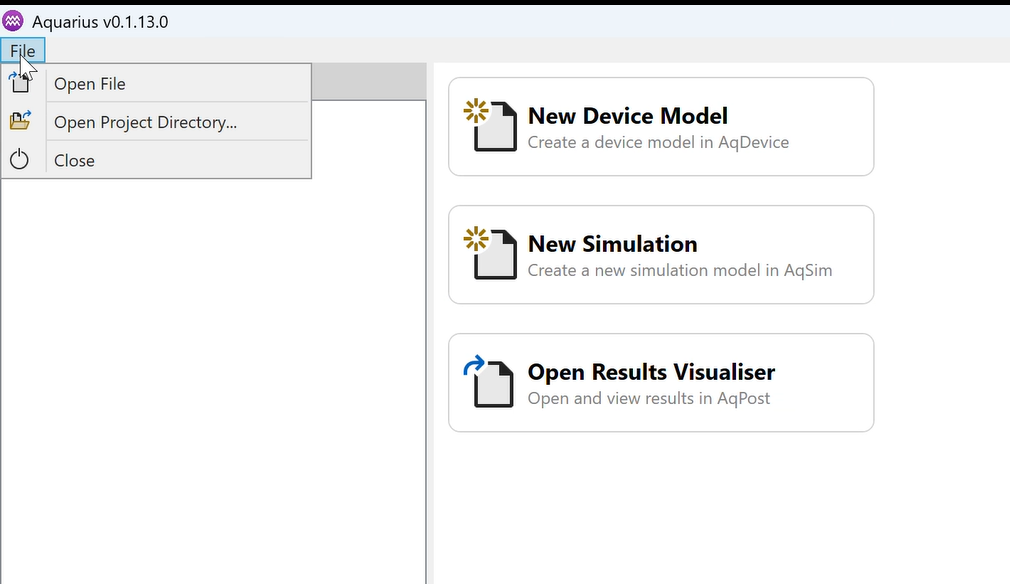 Aquarius v0.1.13.0
File
Open File
Open Project Directory...
Close
New Device Model
Create a device model in AqDevice
New Simulation
Create a new simulation model in AqSim
Open Results Visualiser
Open and view results in AqPost